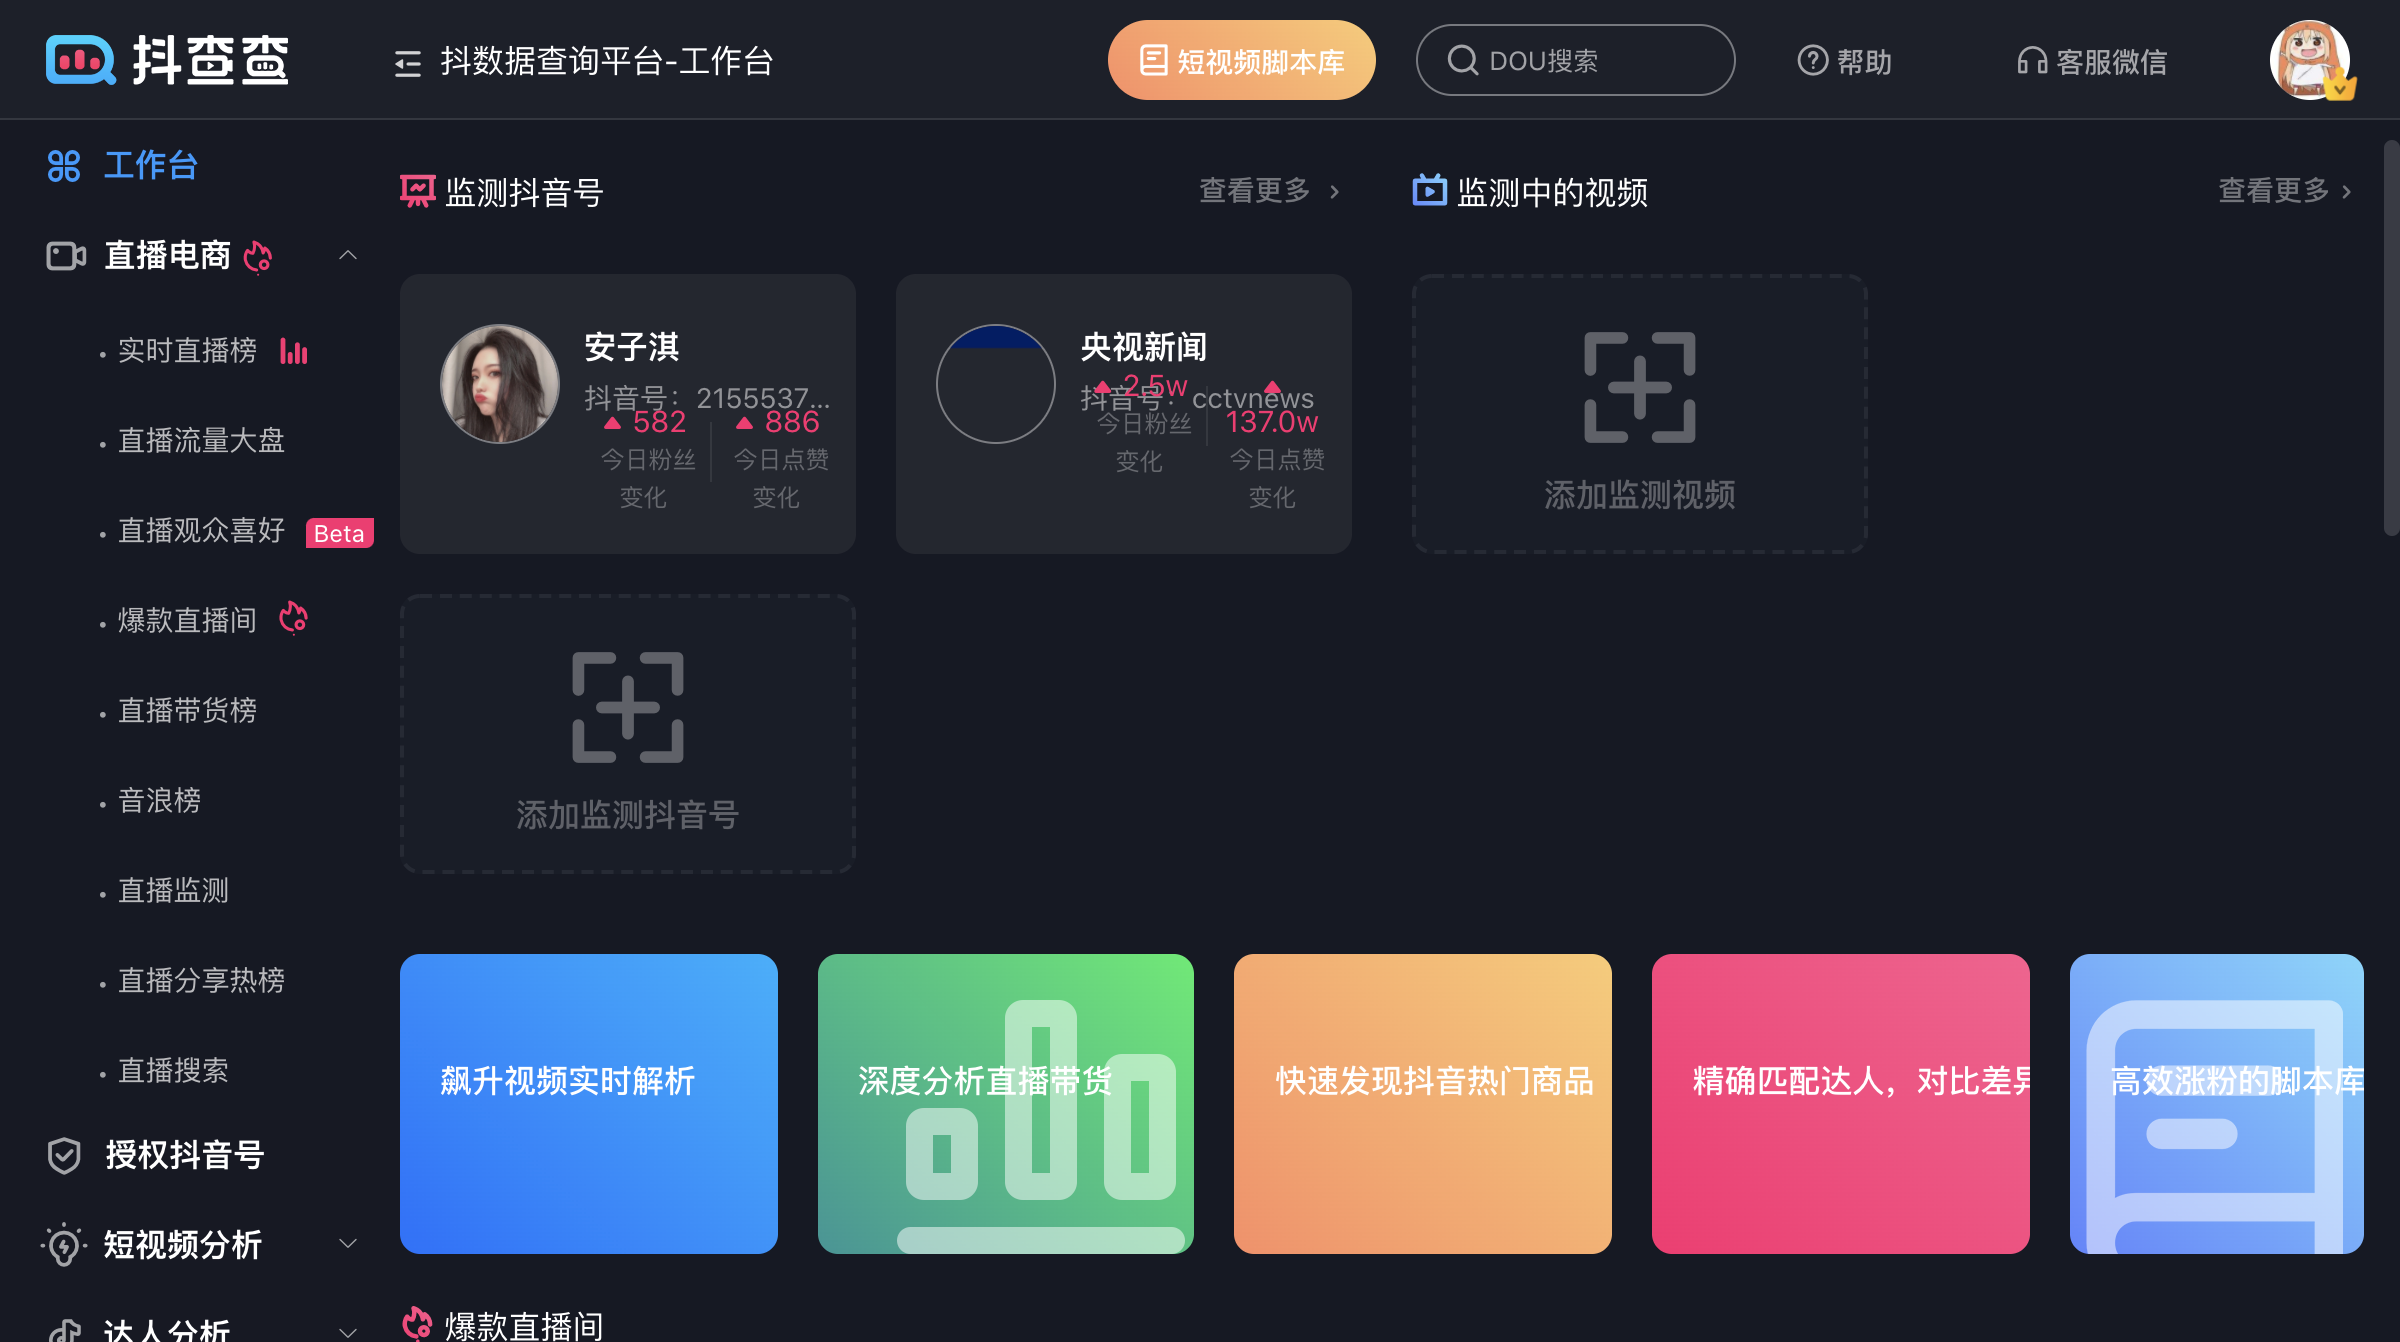 抖查查
抖数据查询平台-工作台
短视频脚本库
DOU搜索
帮助
客服微信
工作台
直播电商
实时直播榜
直播流量大盘
直播观众喜好 Beta
爆款直播间
直播带货榜
音浪榜
直播监测
直播分享热榜
直播搜索
授权抖音号
短视频分析
达人分析
监测抖音号
查看更多
安子淇
抖音号：2155537...
582
今日粉丝
变化
886
今日点赞
变化
央视新闻
抖音号：cctvnews
2.5w
今日粉丝
变化
137.0w
今日点赞
变化
添加监测抖音号
监测中的视频
查看更多
添加监测视频
飙升视频实时解析
深度分析直播带货
快速发现抖音热门商品
精确匹配达人，对比差异
高效涨粉的脚本库
爆款直播间